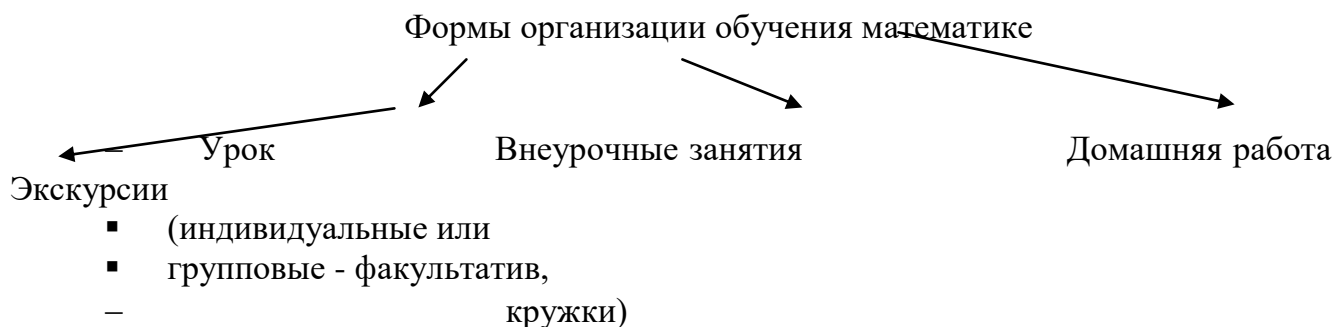 Формы организации обучения математике
– Урок Внеурочные занятия Домашняя работа
Экскурсии
▪ (индивидуальные или
▪ групповые - факультатив,
– кружки)